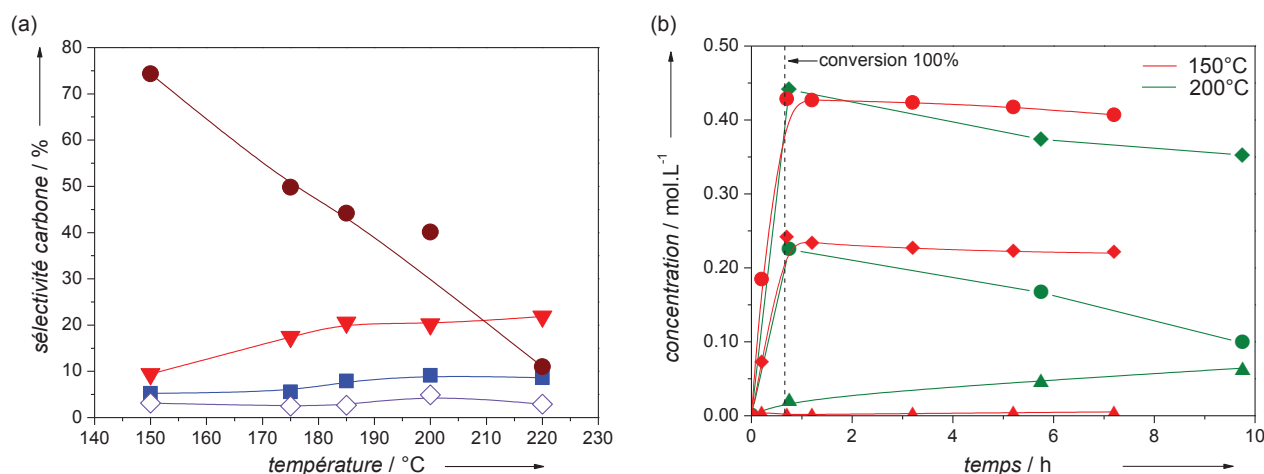 (a)
80
70
60
50
40
30
20
10
0
sélectivité carbone / %
140 150 160 170 180 190 200 210 220 230
température / °C
(b)
0.50
0.40
0.30
0.20
0.10
0.00
concentration / mol.L⁻¹
conversion 100%
150°C
200°C
0 2 4 6 8 10
temps / h